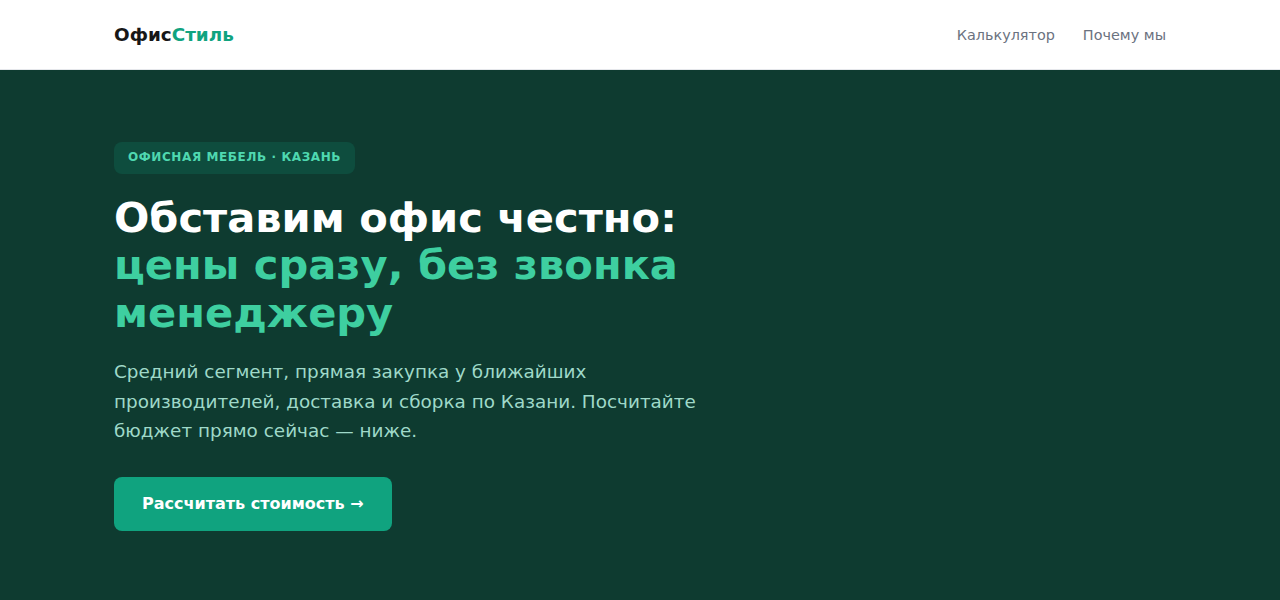 ОфисСтиль
Калькулятор
Почему мы
ОФИСНАЯ МЕБЕЛЬ · КАЗАНЬ
Обставим офис честно:
цены сразу, без звонка
менеджеру
Средний сегмент, прямая закупка у ближайших
производителей, доставка и сборка по Казани. Посчитайте
бюджет прямо сейчас — ниже.
Рассчитать стоимость →